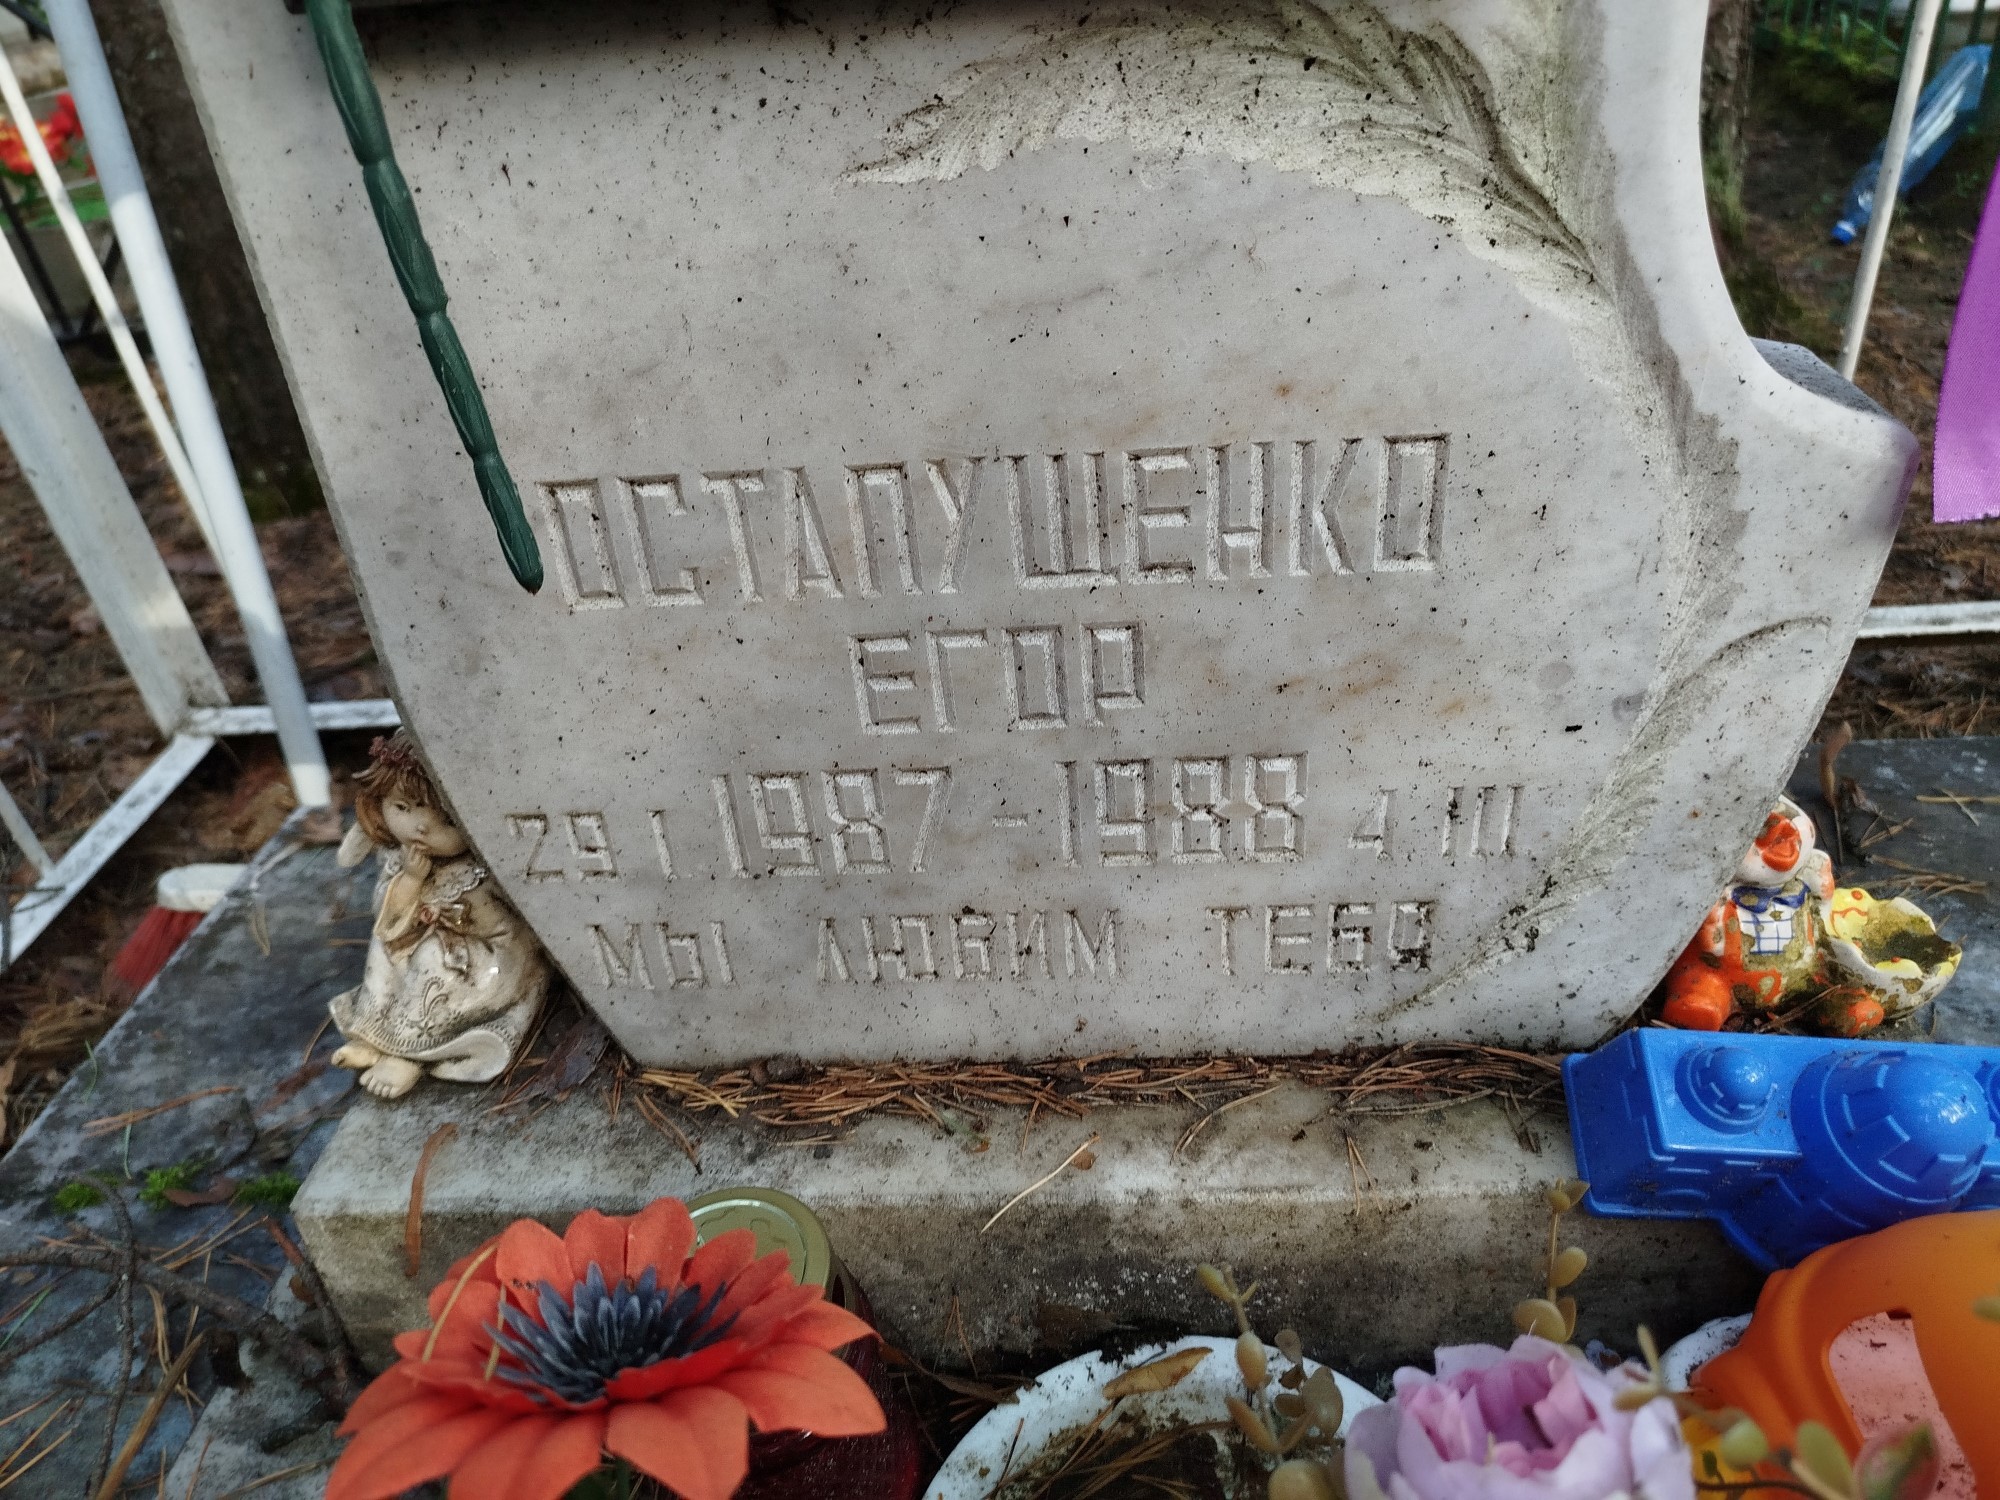 ОСТАПУЩЕНКО
ЕГОР
29 I. 1987 - 1988 4 III
МЫ ЛЮБИМ ТЕБЯ